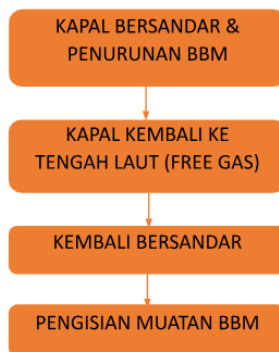 KAPAL BERSANDAR &
PENURUNAN BBM
KAPAL KEMBALI KE
TENGAH LAUT (FREE GAS)
KEMBALI BERSANDAR
PENGISIAN MUATAN BBM